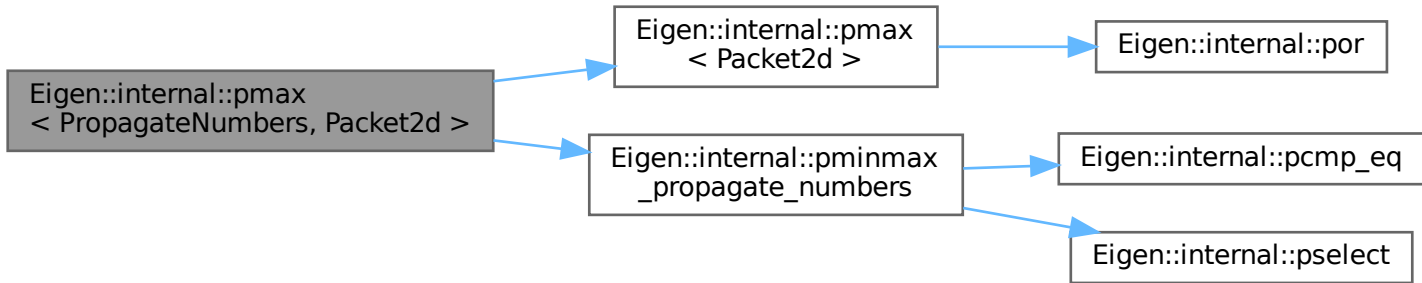 Eigen::internal::pmax
< PropagateNumbers, Packet2d >
Eigen::internal::pmax
< Packet2d >
Eigen::internal::por
Eigen::internal::pminmax
_propagate_numbers
Eigen::internal::pcmp_eq
Eigen::internal::pselect